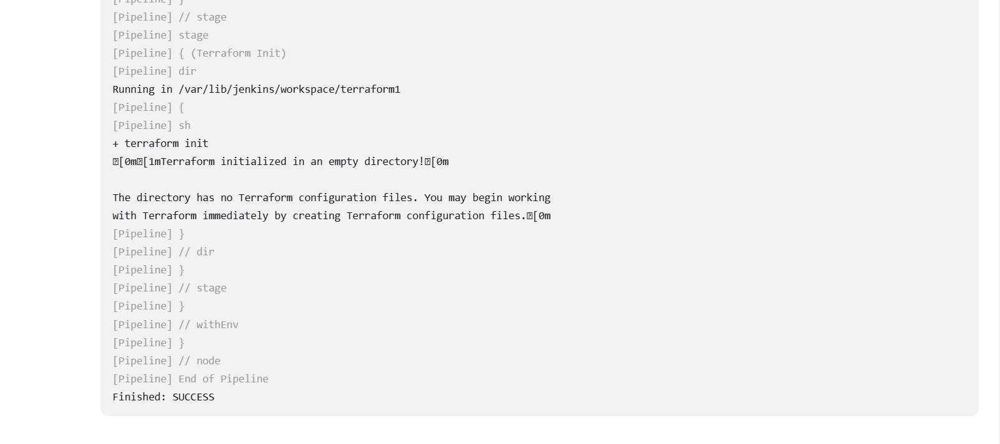 [Pipeline] }
[Pipeline] // stage
[Pipeline] stage
[Pipeline] { (Terraform Init)
[Pipeline] dir
Running in /var/lib/jenkins/workspace/terraform1
[Pipeline] {
[Pipeline] sh
+ terraform init
[0m[1mTerraform initialized in an empty directory![0m

The directory has no Terraform configuration files. You may begin working
with Terraform immediately by creating Terraform configuration files.[0m
[Pipeline] }
[Pipeline] // dir
[Pipeline] }
[Pipeline] // stage
[Pipeline] }
[Pipeline] // withEnv
[Pipeline] }
[Pipeline] // node
[Pipeline] End of Pipeline
Finished: SUCCESS